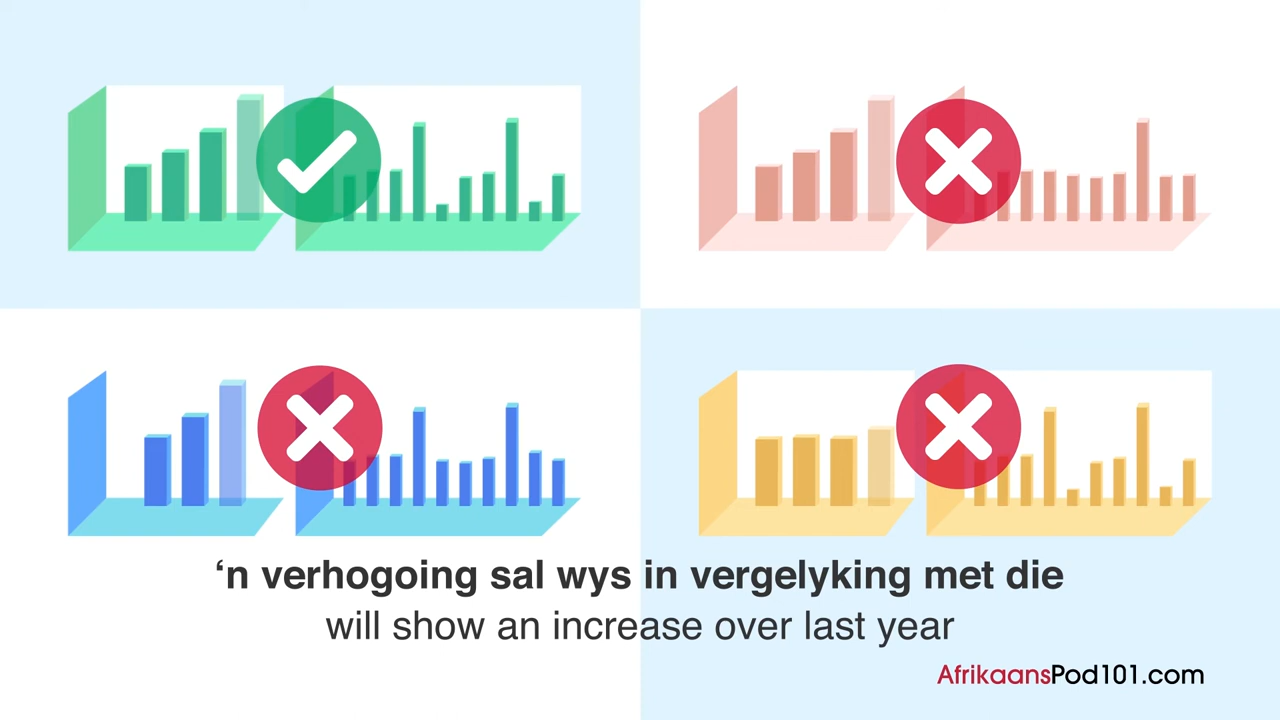 ‘n verhogoing sal wys in vergelyking met die
will show an increase over last year
AfrikaansPod101.com